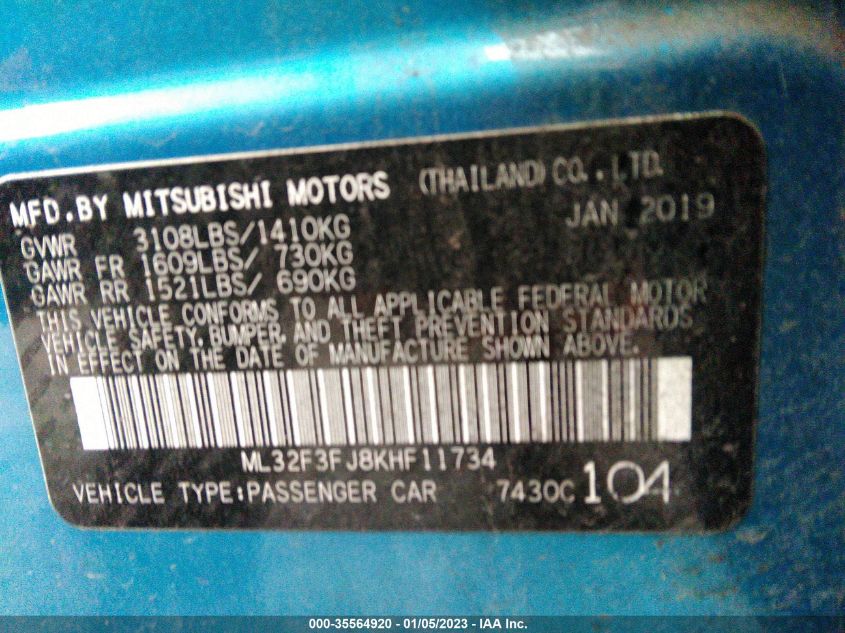 MFD.BY MITSUBISHI MOTORS (THAILAND) CO.,LTD.
JAN 2019
GVWR 3108LBS/1410KG
GAWR FR 1609LBS/ 730KG
GAWR RR 1521LBS/ 690KG
THIS VEHICLE CONFORMS TO ALL APPLICABLE FEDERAL MOTOR
VEHICLE SAFETY, BUMPER, AND THEFT PREVENTION STANDARDS
IN EFFECT ON THE DATE OF MANUFACTURE SHOWN ABOVE.
ML32F3FJ8KHF11734
VEHICLE TYPE:PASSENGER CAR 7430C 104
000-35564920 - 01/05/2023 - IAA Inc.